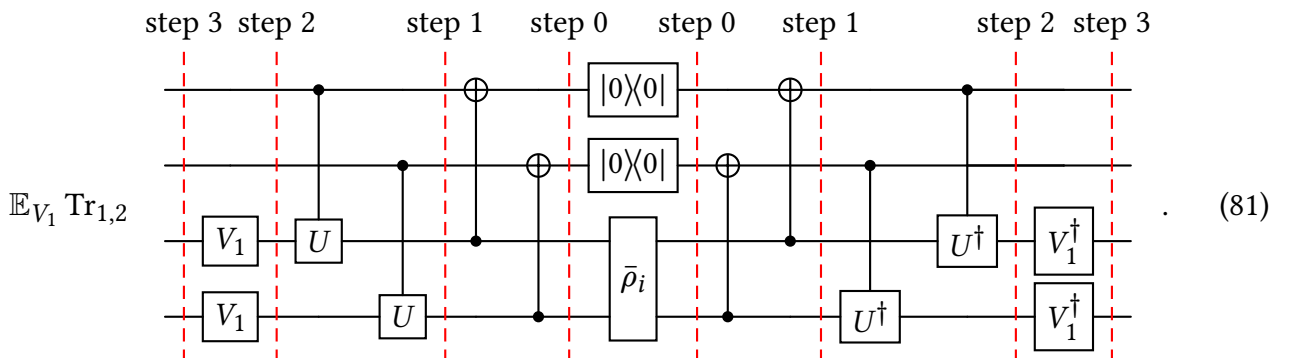 step 3 step 2 step 1 step 0 step 0 step 1 step 2 step 3
|0⟩⟨0|
|0⟩⟨0|
𝔼_{V_1} Tr_{1,2}
V_1 U ρ̄_i U† V_1† . (81)
V_1 U U† V_1†